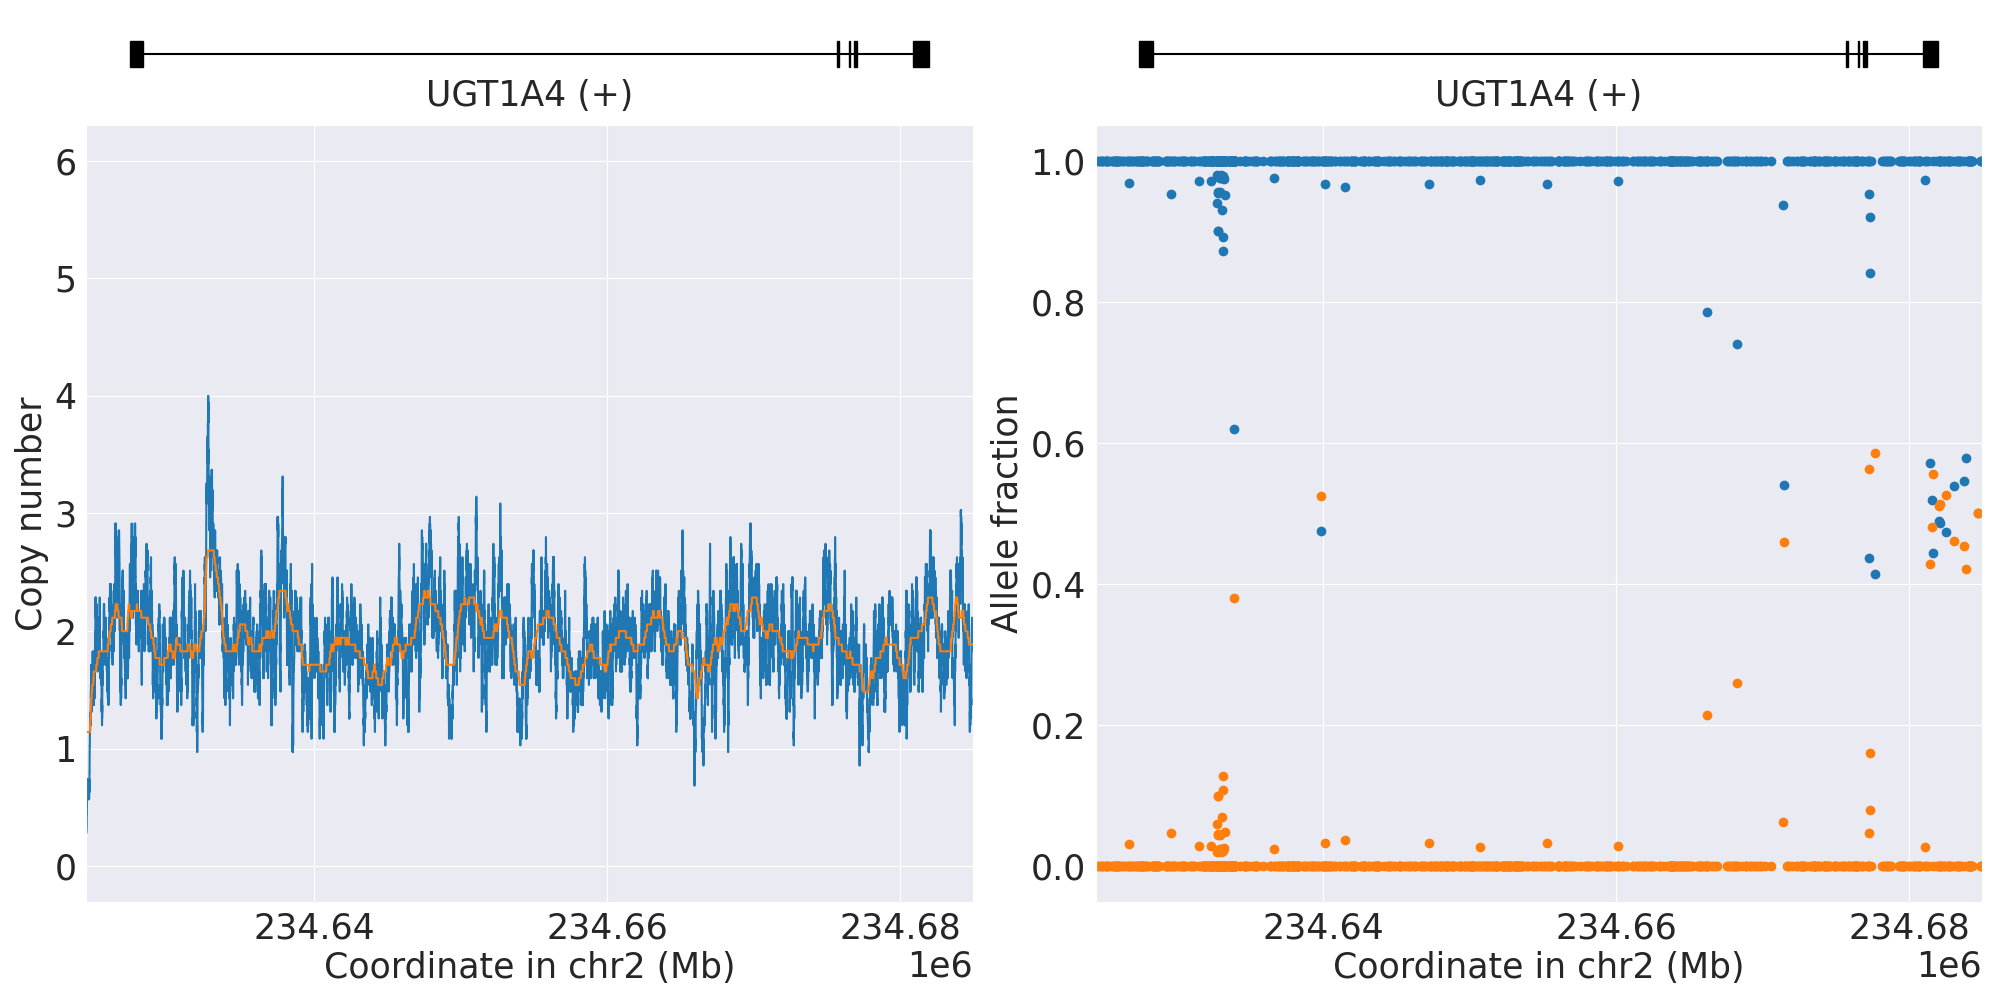 UGT1A4 (+)
6
5
4
3
2
1
0
Copy number
234.64
234.66
234.68
Coordinate in chr2 (Mb)
1e6
UGT1A4 (+)
1.0
0.8
0.6
0.4
0.2
0.0
Allele fraction
234.64
234.66
234.68
Coordinate in chr2 (Mb)
1e6